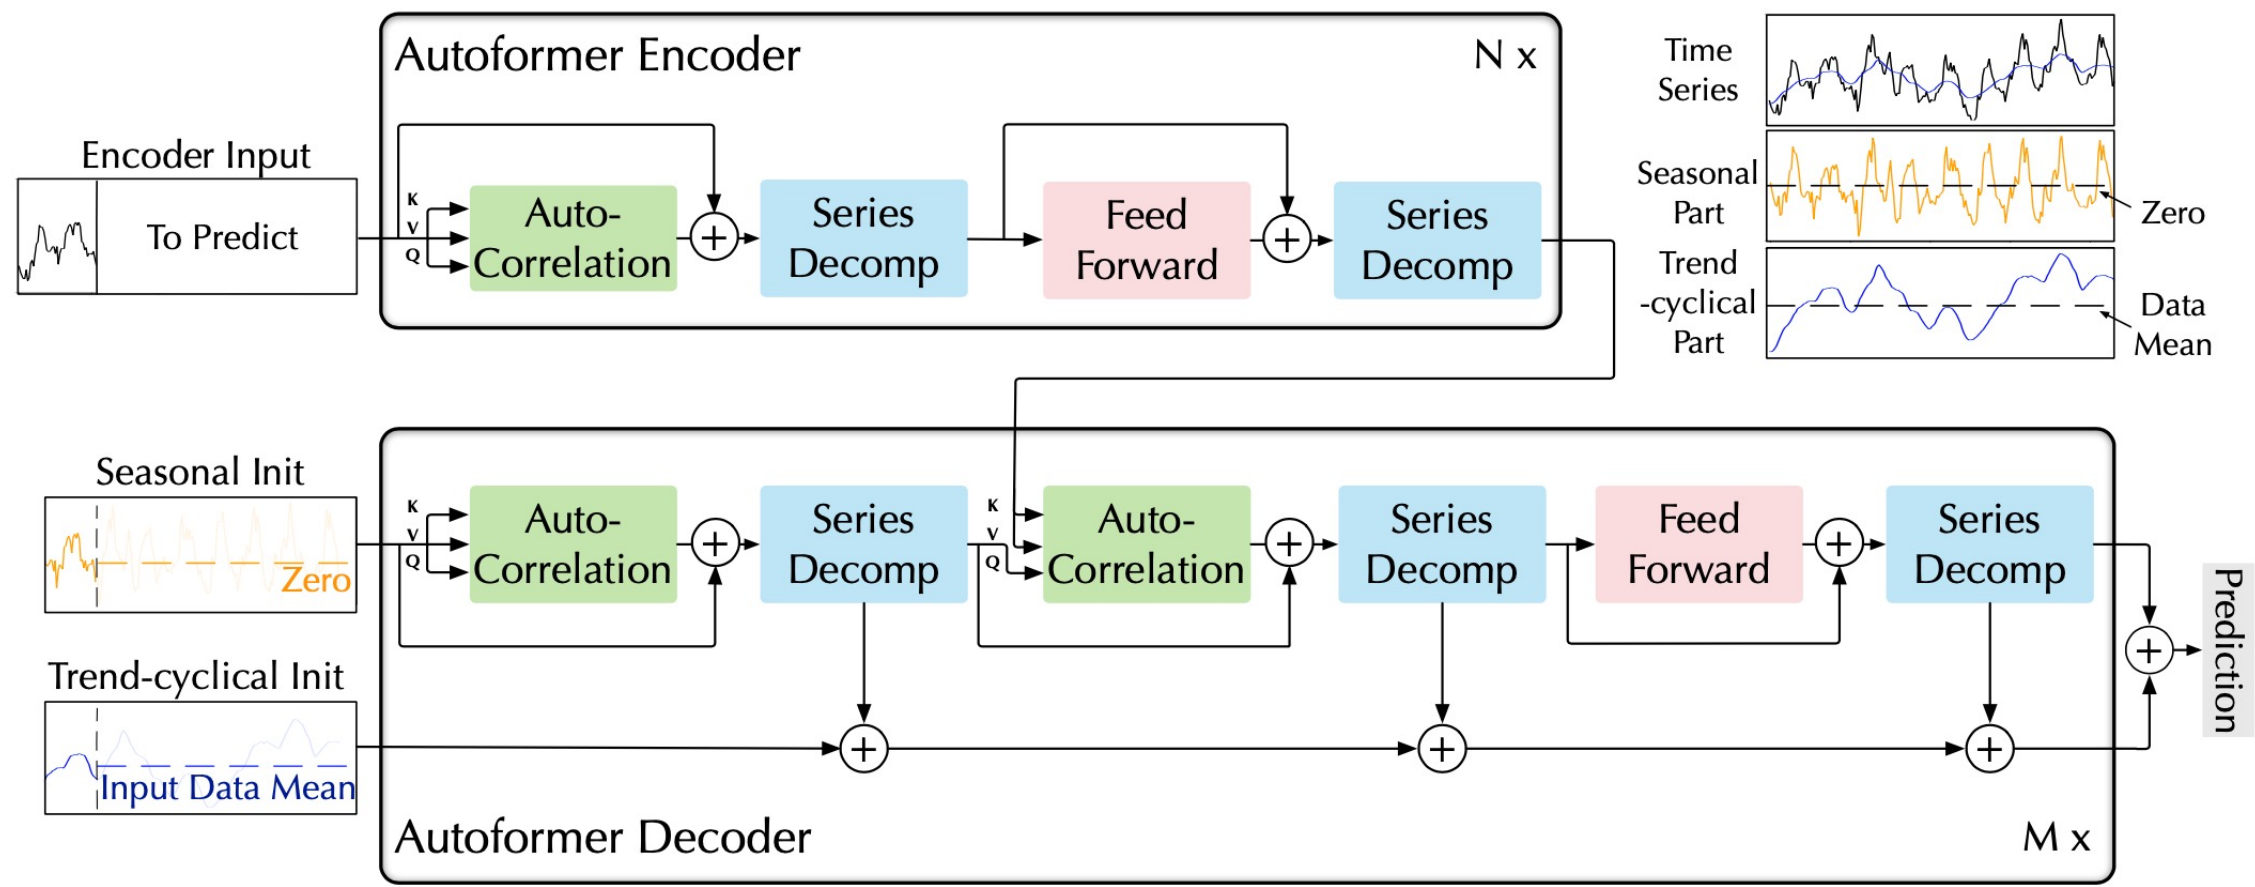 Autoformer Encoder
N x
Encoder Input
To Predict
K
V
Q
Auto-
Correlation
+
Series
Decomp
Feed
Forward
+
Series
Decomp
Time
Series
Seasonal
Part
Zero
Trend
-cyclical
Part
Data
Mean
Seasonal Init
Zero
K
V
Q
Auto-
Correlation
+
Series
Decomp
K
V
Q
Auto-
Correlation
+
Series
Decomp
Feed
Forward
+
Series
Decomp
+
Prediction
Trend-cyclical Init
Input Data Mean
+
+
+
Autoformer Decoder
M x